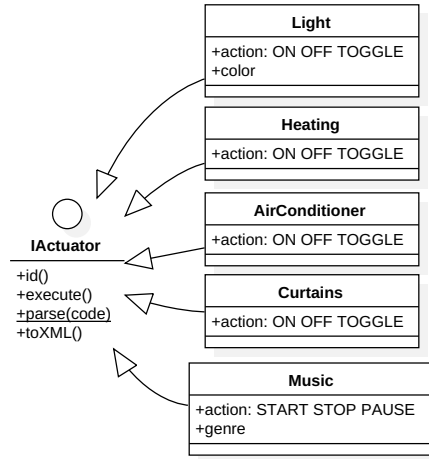 Light
+action: ON OFF TOGGLE
+color
Heating
+action: ON OFF TOGGLE
AirConditioner
+action: ON OFF TOGGLE
Curtains
+action: ON OFF TOGGLE
Music
+action: START STOP PAUSE
+genre
IActuator
+id()
+execute()
+parse(code)
+toXML()